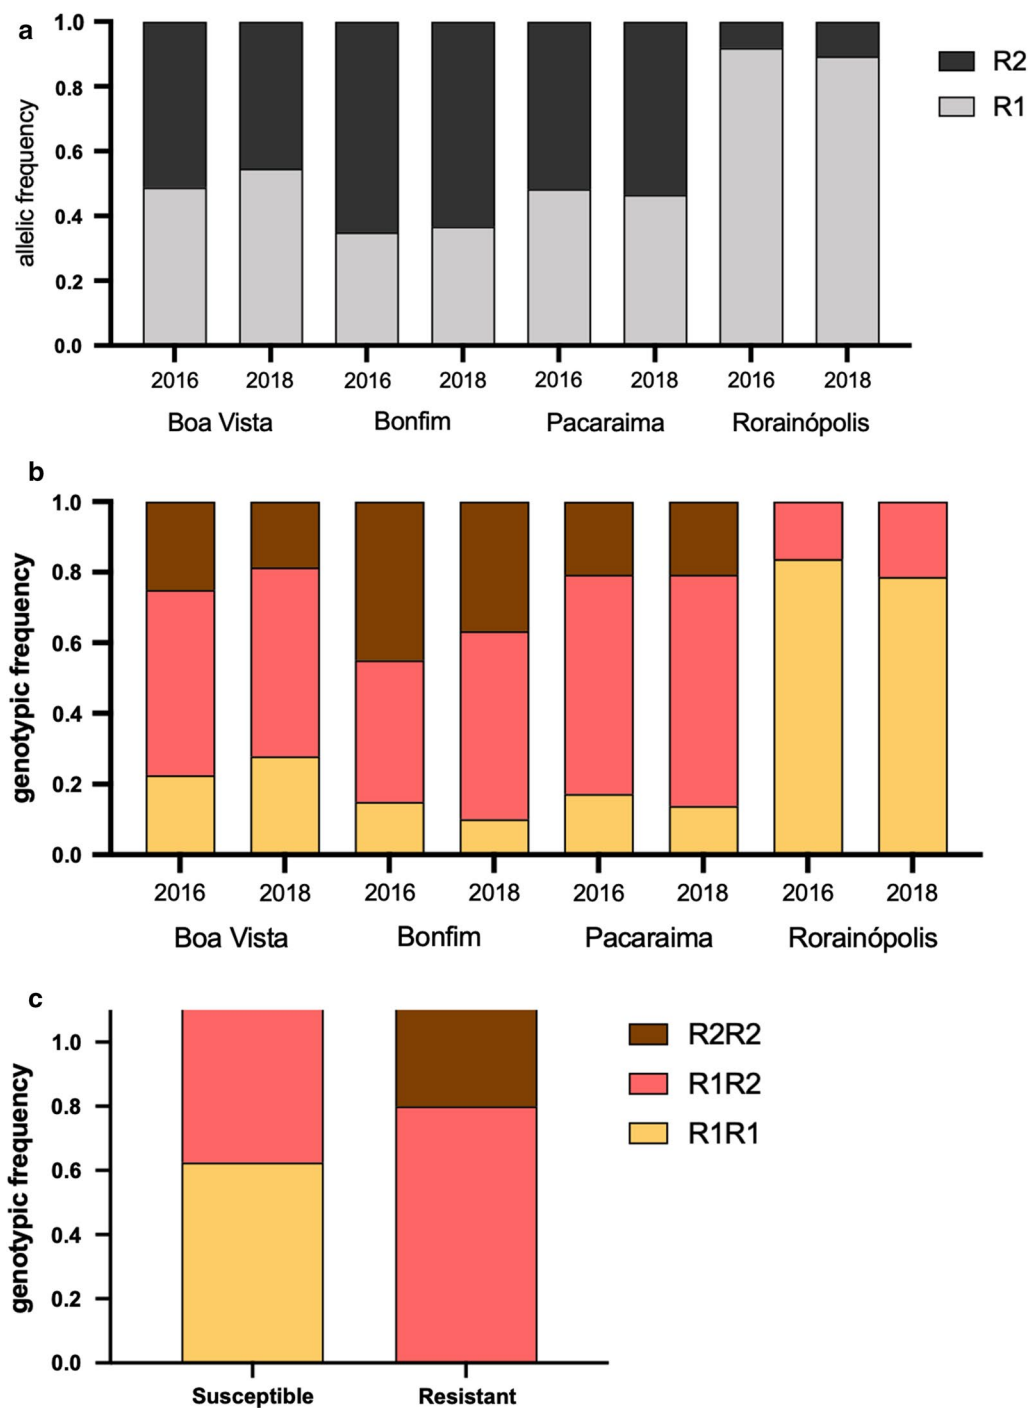 a
allelic frequency
1.0
0.8
0.6
0.4
0.2
0.0
2016 2018 2016 2018 2016 2018 2016 2018
Boa Vista Bonfim Pacaraima Rorainópolis
R2
R1
b
genotypic frequency
1.0
0.8
0.6
0.4
0.2
0.0
2016 2018 2016 2018 2016 2018 2016 2018
Boa Vista Bonfim Pacaraima Rorainópolis
c
genotypic frequency
1.0
0.8
0.6
0.4
0.2
0.0
Susceptible Resistant
R2R2
R1R2
R1R1